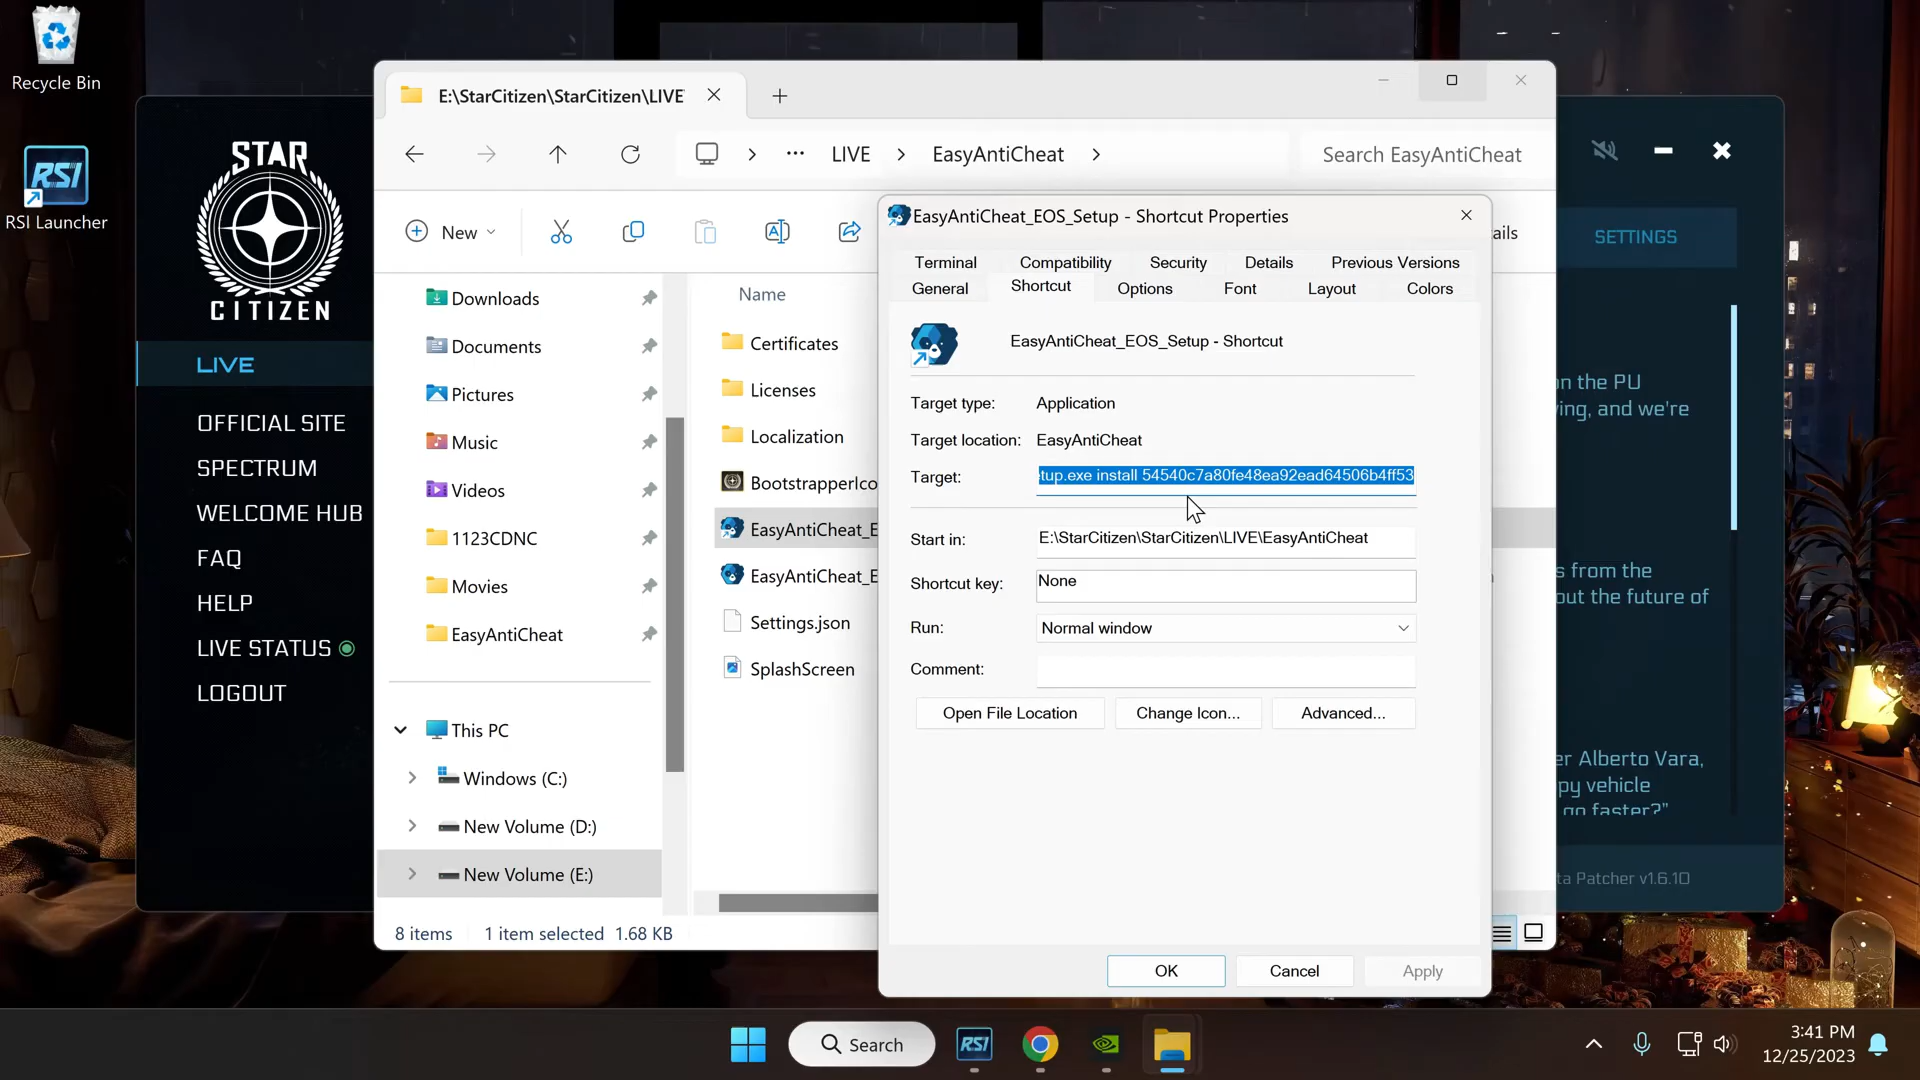 Recycle Bin
RSI
RSI Launcher
STAR
CITIZEN
LIVE
OFFICIAL SITE
SPECTRUM
WELCOME HUB
FAQ
HELP
LIVE STATUS
LOGOUT
E:\StarCitizen\StarCitizen\LIVE
LIVE
EasyAntiCheat
Search EasyAntiCheat
New
Downloads
Documents
Pictures
Music
Videos
1123CDNC
Movies
EasyAntiCheat
This PC
Windows (C:)
New Volume (D:)
New Volume (E:)
8 items
1 item selected 1.68 KB
Name
Certificates
Licenses
Localization
BootstrapperIco
EasyAntiCheat_E
EasyAntiCheat_E
Settings.json
SplashScreen
EasyAntiCheat_EOS_Setup - Shortcut Properties
Terminal Compatibility Security Details Previous Versions
General Shortcut Options Font Layout Colors
EasyAntiCheat_EOS_Setup - Shortcut
Target type: Application
Target location: EasyAntiCheat
Target: tup.exe install 54540c7a80fe48ea92ead64506b4ff53
Start in: E:\StarCitizen\StarCitizen\LIVE\EasyAntiCheat
Shortcut key: None
Run: Normal window
Comment:
Open File Location Change Icon... Advanced...
OK Cancel Apply
ails
SETTINGS
on the PU
ing, and we're
s from the
out the future of
er Alberto Vara,
py vehicle
go faster?"
ta Patcher v1.6.10
Search
RSI
3:41 PM
12/25/2023